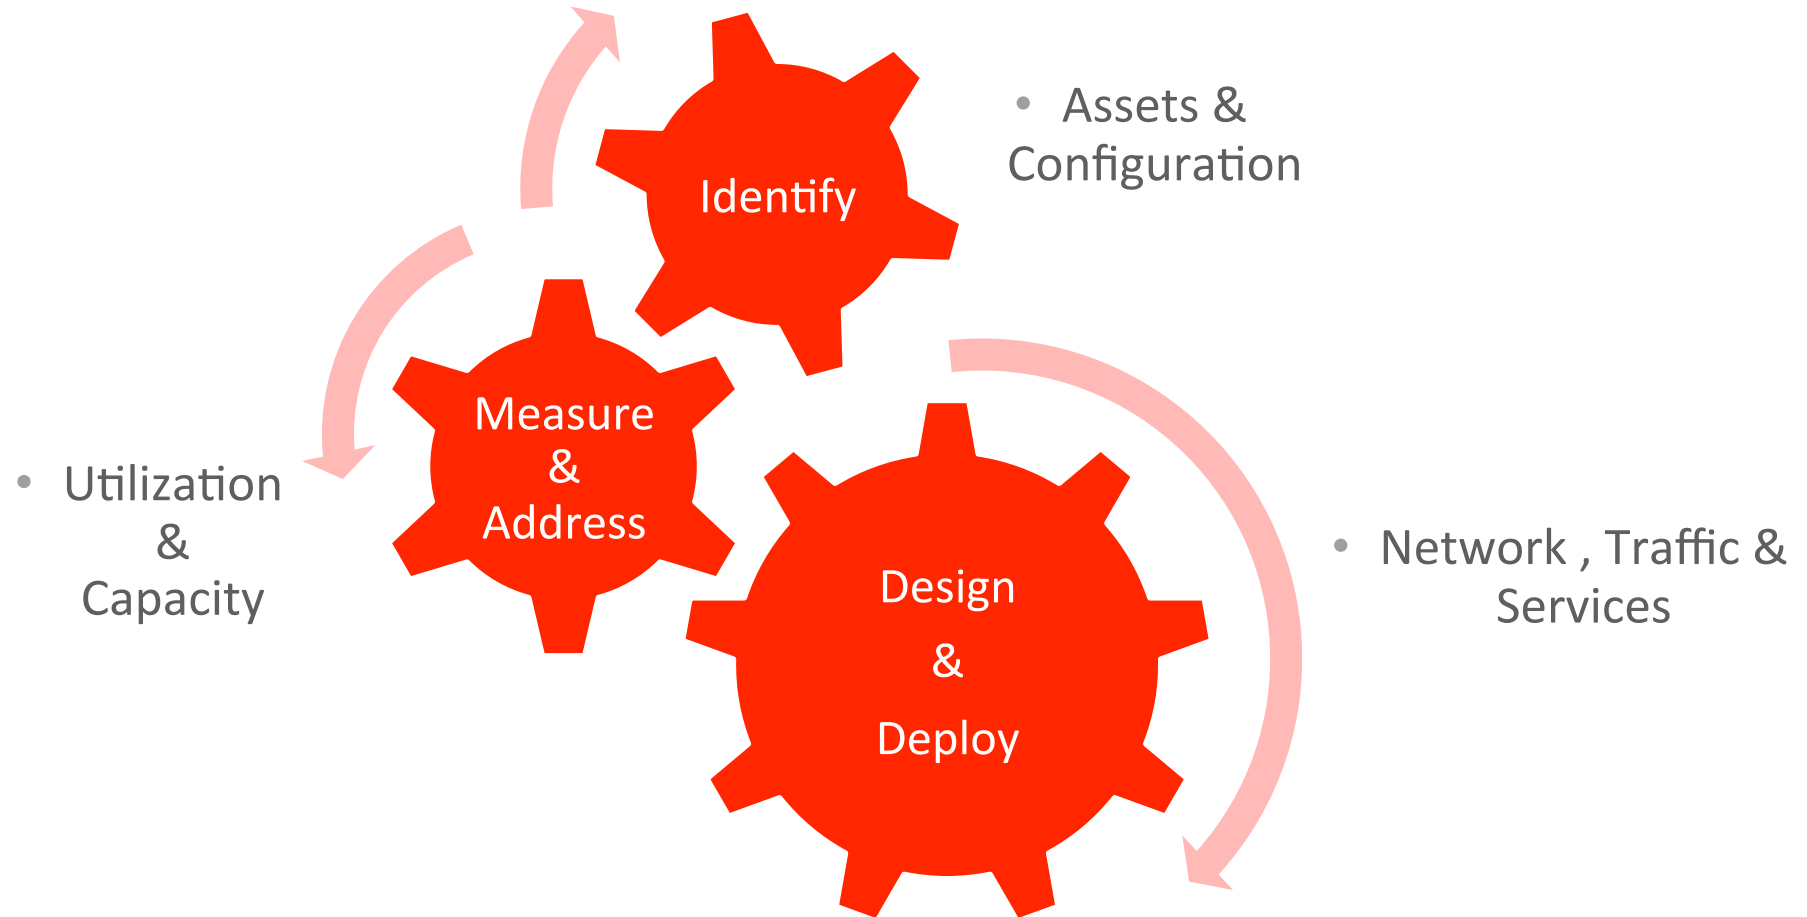 Identify
• Assets &
Configuration
Measure
&
Address
• Utilization
&
Capacity
Design
&
Deploy
• Network , Traffic &
Services